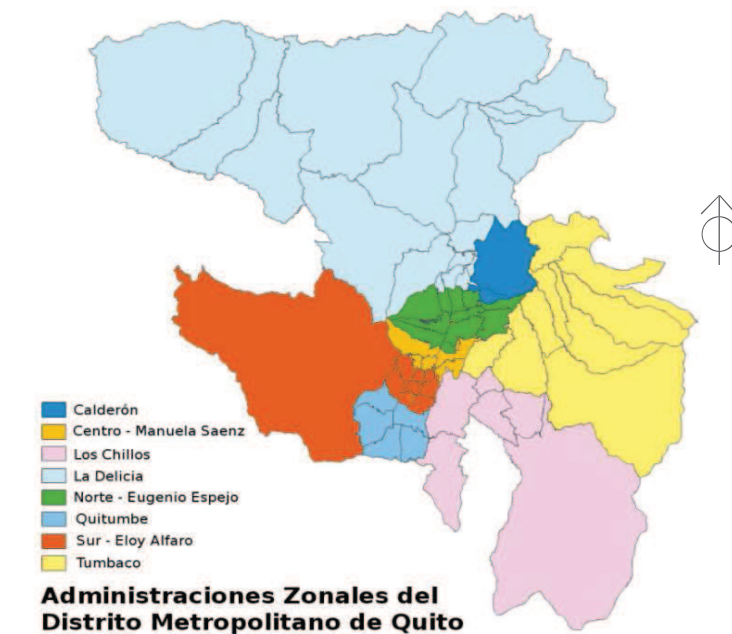 Calderón
Centro - Manuela Saenz
Los Chillos
La Delicia
Norte - Eugenio Espejo
Quitumbe
Sur - Eloy Alfaro
Tumbaco
Administraciones Zonales del
Distrito Metropolitano de Quito